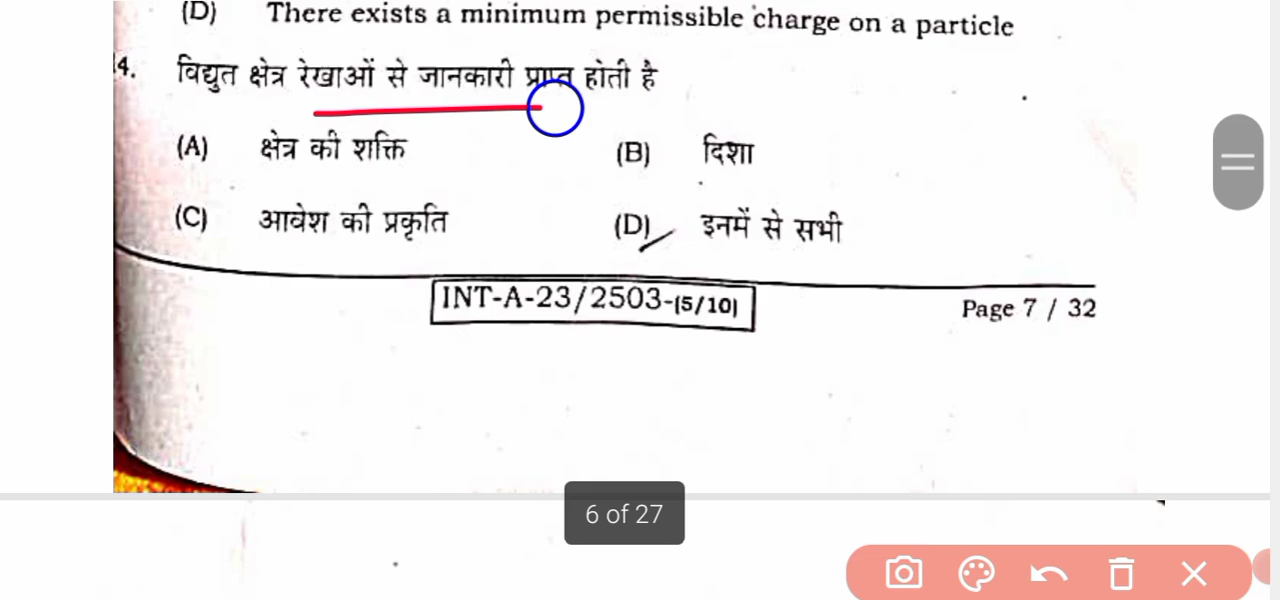 (D) There exists a minimum permissible charge on a particle
14. विद्युत क्षेत्र रेखाओं से जानकारी प्राप्त होती है
(A) क्षेत्र की शक्ति (B) दिशा
(C) आवेश की प्रकृति (D) इनमें से सभी
INT-A-23/2503-(5/10) Page 7 / 32
6 of 27